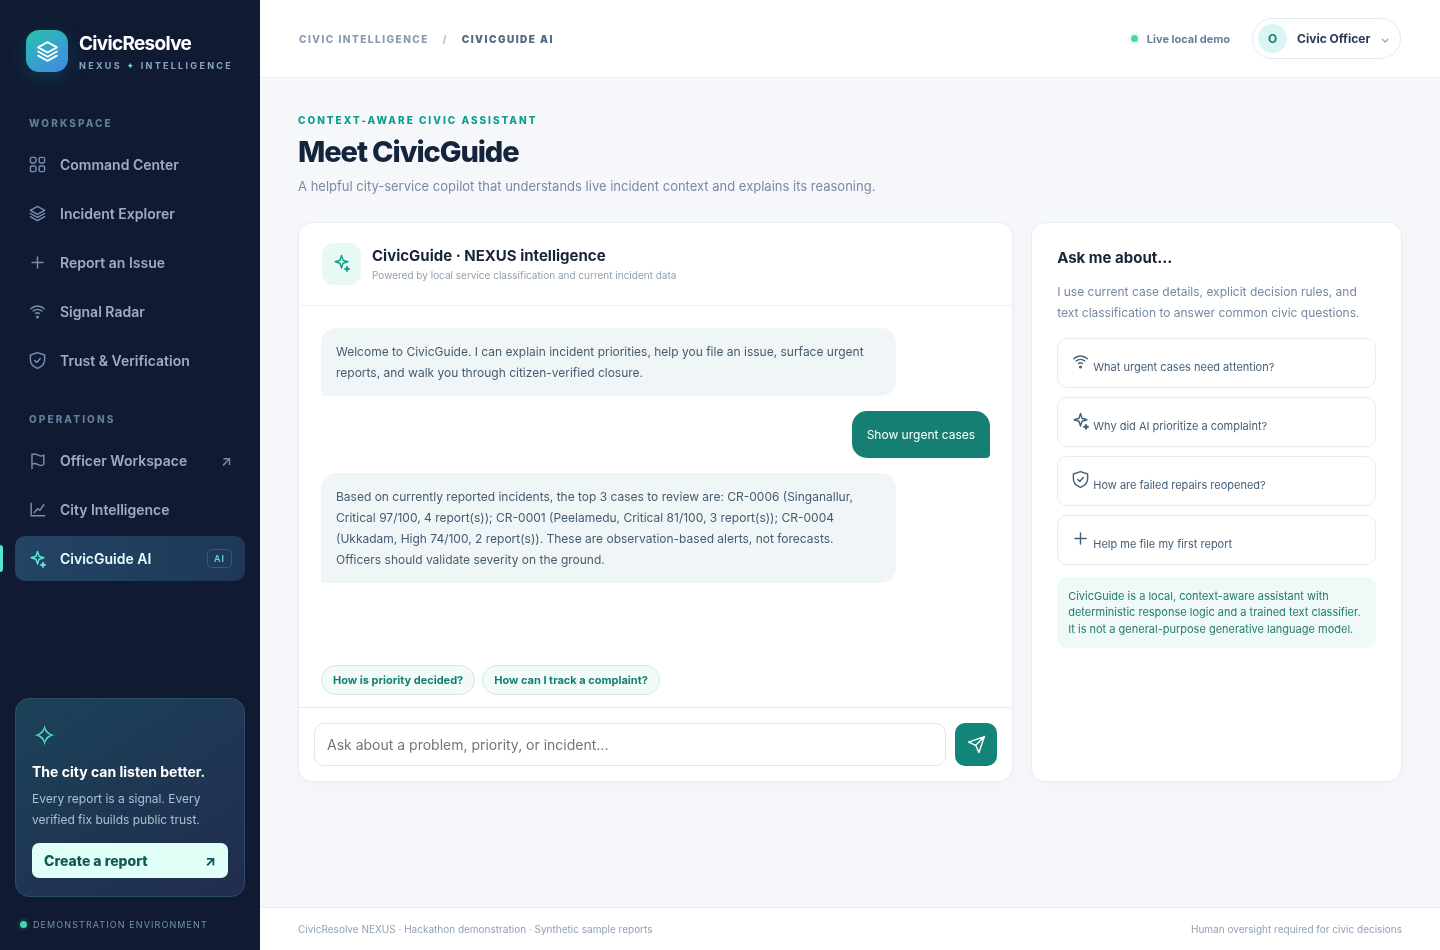 CivicResolve
NEXUS ✦ INTELLIGENCE
WORKSPACE
Command Center
Incident Explorer
Report an Issue
Signal Radar
Trust & Verification
OPERATIONS
Officer Workspace
City Intelligence
CivicGuide AI
AI
The city can listen better.
Every report is a signal. Every
verified fix builds public trust.
Create a report
DEMONSTRATION ENVIRONMENT
CIVIC INTELLIGENCE / CIVICGUIDE AI
Live local demo
O
Civic Officer
CONTEXT-AWARE CIVIC ASSISTANT
Meet CivicGuide
A helpful city-service copilot that understands live incident context and explains its reasoning.
CivicGuide · NEXUS intelligence
Powered by local service classification and current incident data
Welcome to CivicGuide. I can explain incident priorities, help you file an issue, surface urgent
reports, and walk you through citizen-verified closure.
Show urgent cases
Based on currently reported incidents, the top 3 cases to review are: CR-0006 (Singanallur,
Critical 97/100, 4 report(s)); CR-0001 (Peelamedu, Critical 81/100, 3 report(s)); CR-0004
(Ukkadam, High 74/100, 2 report(s)). These are observation-based alerts, not forecasts.
Officers should validate severity on the ground.
How is priority decided?
How can I track a complaint?
Ask about a problem, priority, or incident...
Ask me about...
I use current case details, explicit decision rules, and
text classification to answer common civic questions.
What urgent cases need attention?
Why did AI prioritize a complaint?
How are failed repairs reopened?
Help me file my first report
CivicGuide is a local, context-aware assistant with
deterministic response logic and a trained text classifier.
It is not a general-purpose generative language model.
CivicResolve NEXUS · Hackathon demonstration · Synthetic sample reports
Human oversight required for civic decisions